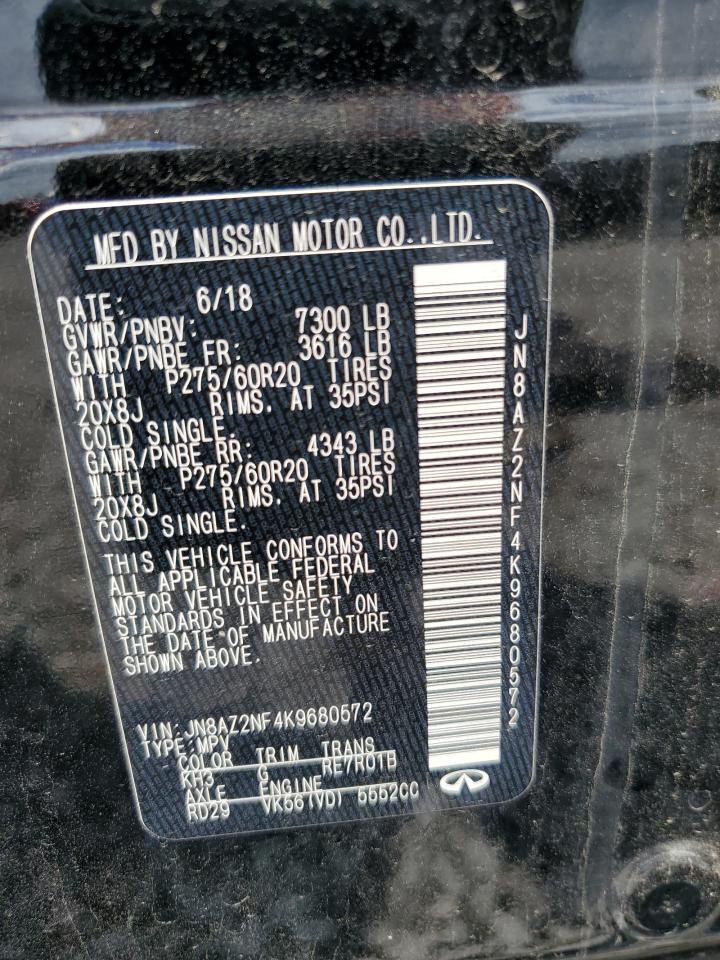 MFD BY NISSAN MOTOR CO.,LTD.
DATE: 6/18
GVWR/PNBV: 7300 LB
GAWR/PNBE FR: 3616 LB
WITH P275/60R20 TIRES
20X8J RIMS. AT 35PSI
COLD SINGLE.
GAWR/PNBE RR: 4343 LB
WITH P275/60R20 TIRES
20X8J RIMS. AT 35PSI
COLD SINGLE.
THIS VEHICLE CONFORMS TO
ALL APPLICABLE FEDERAL
MOTOR VEHICLE SAFETY
STANDARDS IN EFFECT ON
THE DATE OF MANUFACTURE
SHOWN ABOVE.
VIN:JN8AZ2NF4K9680572
TYPE:MPV
COLOR TRIM TRANS
KH3 G RE7R01B
AXLE ENGINE
RD29 VK56(VD) 5552CC
JN8AZ2NF4K9680572